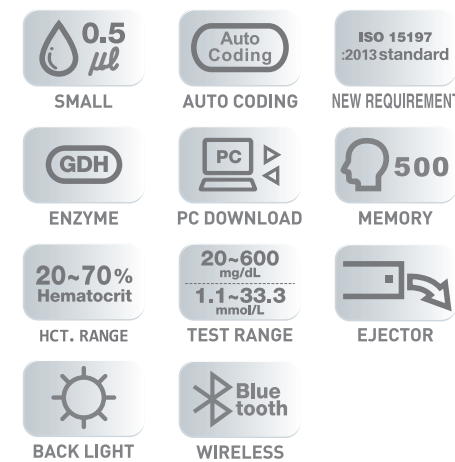 0.5
µl
SMALL
Auto
Coding
AUTO CODING
ISO 15197
:2013 standard
NEW REQUIREMENT
GDH
ENZYME
PC
PC DOWNLOAD
500
MEMORY
20~70%
Hematocrit
HCT. RANGE
20~600
mg/dL
1.1~33.3
mmol/L
TEST RANGE
EJECTOR
BACK LIGHT
Blue
tooth
WIRELESS